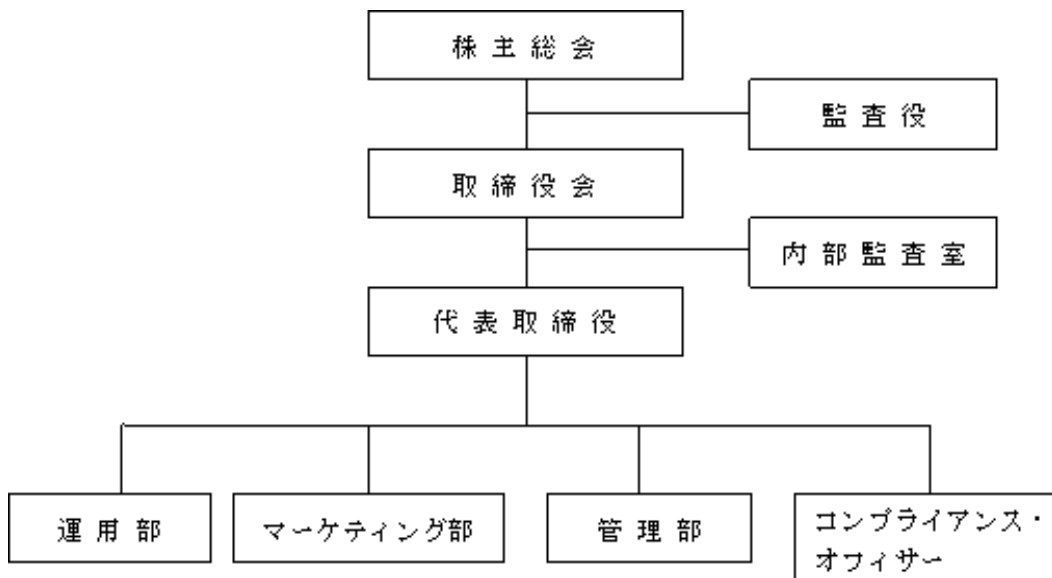 株主総会
監査役
取締役会
内部監査室
代表取締役
運用部
マーケティング部
管理部
コンプライアンス・
オフィサー